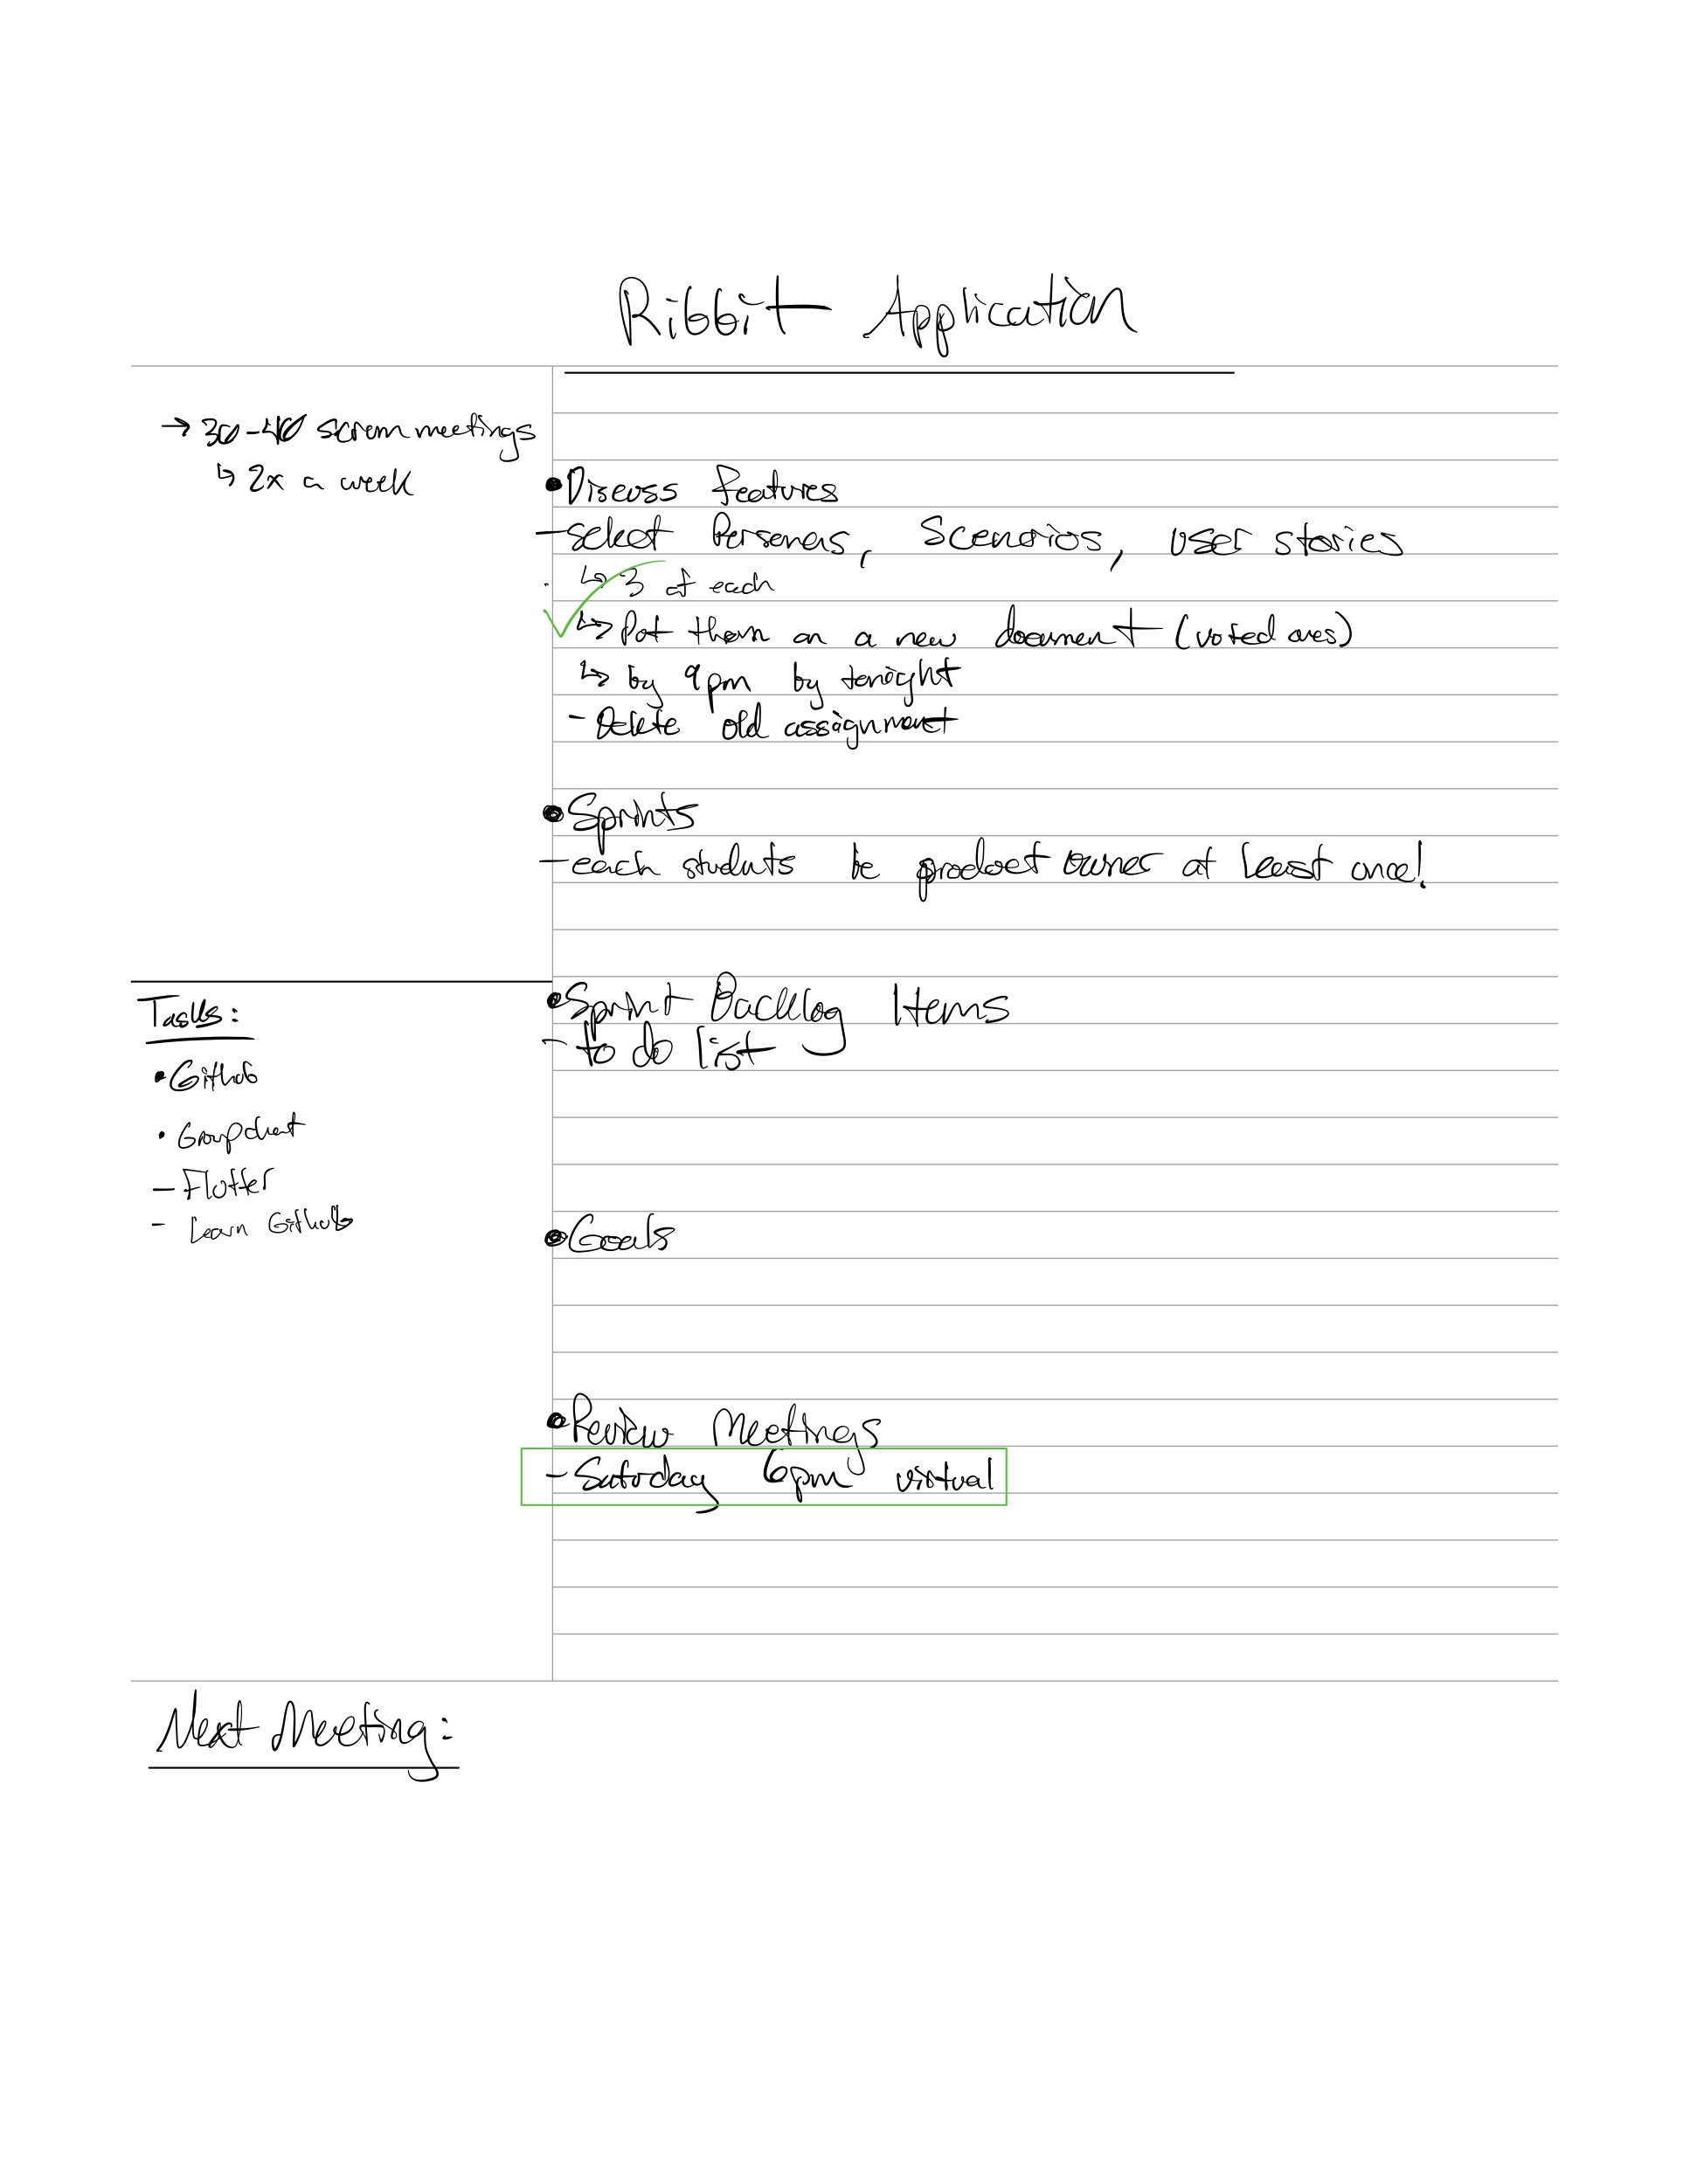 Ribbit Application
→ 30-40 scrum meetings
↳ 2x a week
• Discuss features
- select Personas, Scenarios, user stories
↳ 3 of each
↳ Put them on a new document (voted ones)
↳ by 9pm by tonight
- Delete old assignment
• Sprints
- each students be product owner at least once!
• Sprint Backlog Items
- to do list
• Goals
• Review Meetings
- Saturday 6pm virtual
Tasks:
• Github
• Groupchat
- Flutter
- Learn Github
Next Meeting: